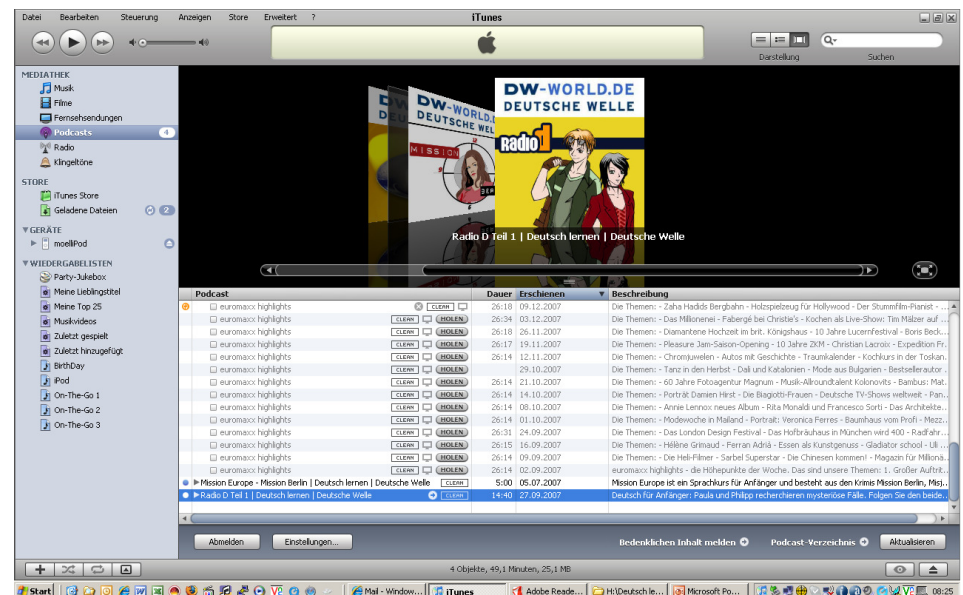 Datei Bearbeiten Steuerung Anzeigen Store Erweitert ? iTunes
Darstellung Suchen
MEDIATHEK
Musik
Filme
Fernsehsendungen
Podcasts 4
Radio
Klingeltöne
STORE
iTunes Store
Geladene Dateien 2
GERÄTE
moelliPod
WIEDERGABELISTEN
Party-Jukebox
Meine Lieblingstitel
Meine Top 25
Musikvideos
Zuletzt gespielt
Zuletzt hinzugefügt
BirthDay
iPod
On-The-Go 1
On-The-Go 2
On-The-Go 3
DW-WORLD.DE
DEUTSCHE WELLE
RADIO D
MISSION
Radio D Teil 1 | Deutsch lernen | Deutsche Welle
Podcast Dauer Erschienen Beschreibung
euromaxx highlights CLEAN 26:18 09.12.2007 Die Themen: - Zaha Hadids Bergbahn - Holzspielzeug für Hollywood - Der Stummfilm-Pianist - ...
euromaxx highlights CLEAN HOLEN 26:34 03.12.2007 Die Themen: - Das Millionenei - Fabergé bei Christie's - Kochen als Live-Show: Tim Mälzer auf ...
euromaxx highlights CLEAN HOLEN 26:18 26.11.2007 Die Themen: - Diamantene Hochzeit im brit. Königshaus - 10 Jahre Lucernfestival - Boris Beck...
euromaxx highlights CLEAN HOLEN 26:17 19.11.2007 Die Themen: - Pleasure Jam-Saison-Opening - 10 Jahre ZKM - Christian Lacroix - Expedition Fr...
euromaxx highlights CLEAN HOLEN 26:14 12.11.2007 Die Themen: - Chromjuwelen - Autos mit Geschichte - Traumkalender - Kochkurs in der Toskan...
euromaxx highlights CLEAN HOLEN 29.10.2007 Die Themen: - Tanz in den Herbst - Dali und Katalonien - Mode aus Bulgarien - Bestsellerautor ...
euromaxx highlights CLEAN HOLEN 26:14 21.10.2007 Die Themen: - 60 Jahre Fotoagentur Magnum - Musik-Allroundtalent Kolonovits - Bambus: Mat...
euromaxx highlights CLEAN HOLEN 26:14 14.10.2007 Die Themen: - Porträt Damien Hirst - Die Biagiotti-Frauen - Deutsche TV-Shows weltweit - Pan...
euromaxx highlights CLEAN HOLEN 26:14 08.10.2007 Die Themen: - Annie Lennox neues Album - Rita Monaldi und Francesco Sorti - Das Architekte...
euromaxx highlights CLEAN HOLEN 26:14 01.10.2007 Die Themen: - Modewoche in Mailand - Portrait: Veronica Ferres - Baumhaus vom Profi - Mezz...
euromaxx highlights CLEAN HOLEN 26:31 24.09.2007 Die Themen: - Das London Design Festival - Das Hofbräuhaus in München wird 400 - Radfahr...
euromaxx highlights CLEAN HOLEN 26:15 16.09.2007 Die Themen: - Hélène Grimaud - Ferran Adrià - Essen als Kunstgenuss - Gladiator school - Uli ...
euromaxx highlights CLEAN HOLEN 26:14 09.09.2007 Die Themen: - Die Heli-Filmer - Sarbel Superstar - Die Chinesen kommen! - Magazin für Milliona...
euromaxx highlights CLEAN HOLEN 26:14 02.09.2007 euromaxx highlights - die Höhepunkte der Woche. Das sind unsere Themen: 1. Großer Auftrit...
Mission Europe - Mission Berlin | Deutsch lernen | Deutsche Welle CLEAN 5:00 05.07.2007 Mission Europe ist ein Sprachkurs für Anfänger und besteht aus den Krimis Mission Berlin, Misj...
Radio D Teil 1 | Deutsch lernen | Deutsche Welle CLEAN 14:40 27.09.2007 Deutsch für Anfänger: Paula und Philipp recherchieren mysteriöse Fälle. Folgen Sie den beide...
Abmelden Einstellungen... Bedenklichen Inhalt melden Podcast-Verzeichnis Aktualisieren
4 Objekte, 49,1 Minuten, 25,1 MB
Start Mail - Window... iTunes Adobe Reade... H:\Deutsch le... Microsoft Po... 08:25